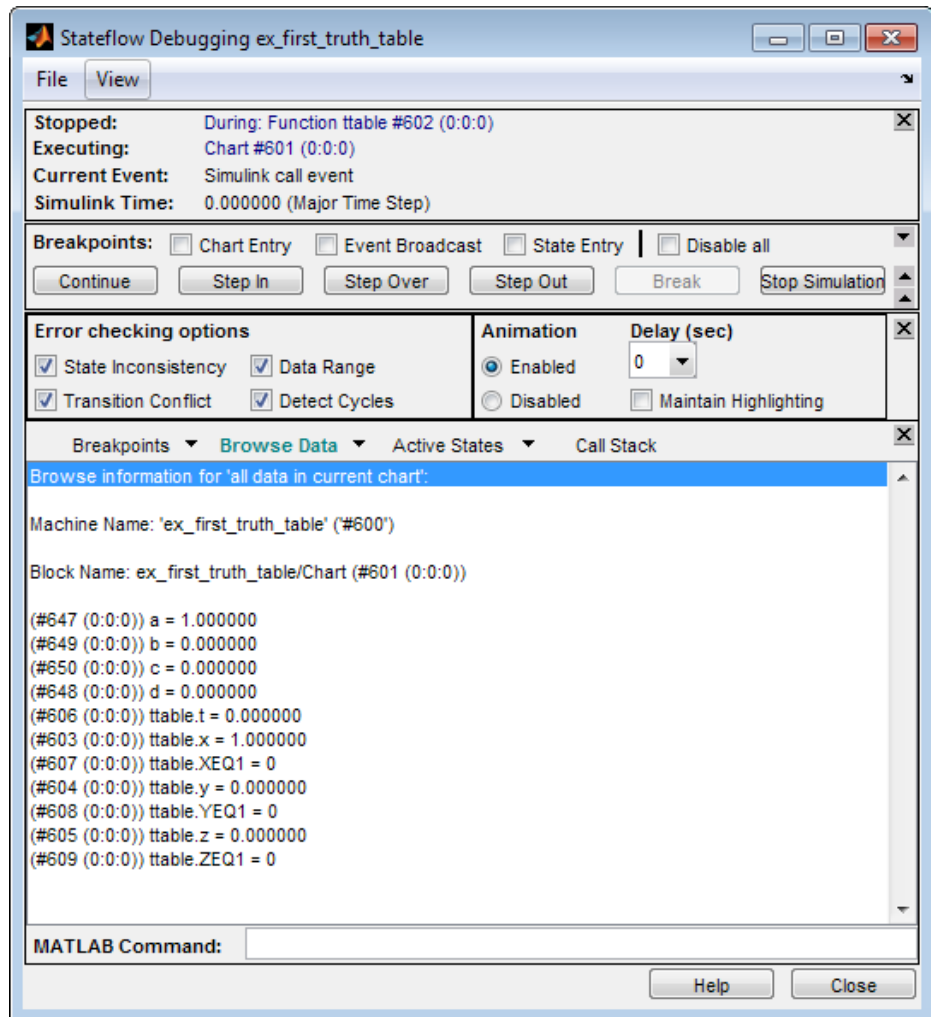 Stateflow Debugging ex_first_truth_table
File View
Stopped: During: Function ttable #602 (0:0:0)
Executing: Chart #601 (0:0:0)
Current Event: Simulink call event
Simulink Time: 0.000000 (Major Time Step)
Breakpoints: Chart Entry Event Broadcast State Entry Disable all
Continue Step In Step Over Step Out Break Stop Simulation
Error checking options Animation Delay (sec)
State Inconsistency Data Range Enabled 0
Transition Conflict Detect Cycles Disabled Maintain Highlighting
Breakpoints Browse Data Active States Call Stack
Browse information for 'all data in current chart':
Machine Name: 'ex_first_truth_table' ('#600')
Block Name: ex_first_truth_table/Chart (#601 (0:0:0))
(#647 (0:0:0)) a = 1.000000
(#649 (0:0:0)) b = 0.000000
(#650 (0:0:0)) c = 0.000000
(#648 (0:0:0)) d = 0.000000
(#606 (0:0:0)) ttable.t = 0.000000
(#603 (0:0:0)) ttable.x = 1.000000
(#607 (0:0:0)) ttable.XEQ1 = 0
(#604 (0:0:0)) ttable.y = 0.000000
(#608 (0:0:0)) ttable.YEQ1 = 0
(#605 (0:0:0)) ttable.z = 0.000000
(#609 (0:0:0)) ttable.ZEQ1 = 0
MATLAB Command:
Help Close